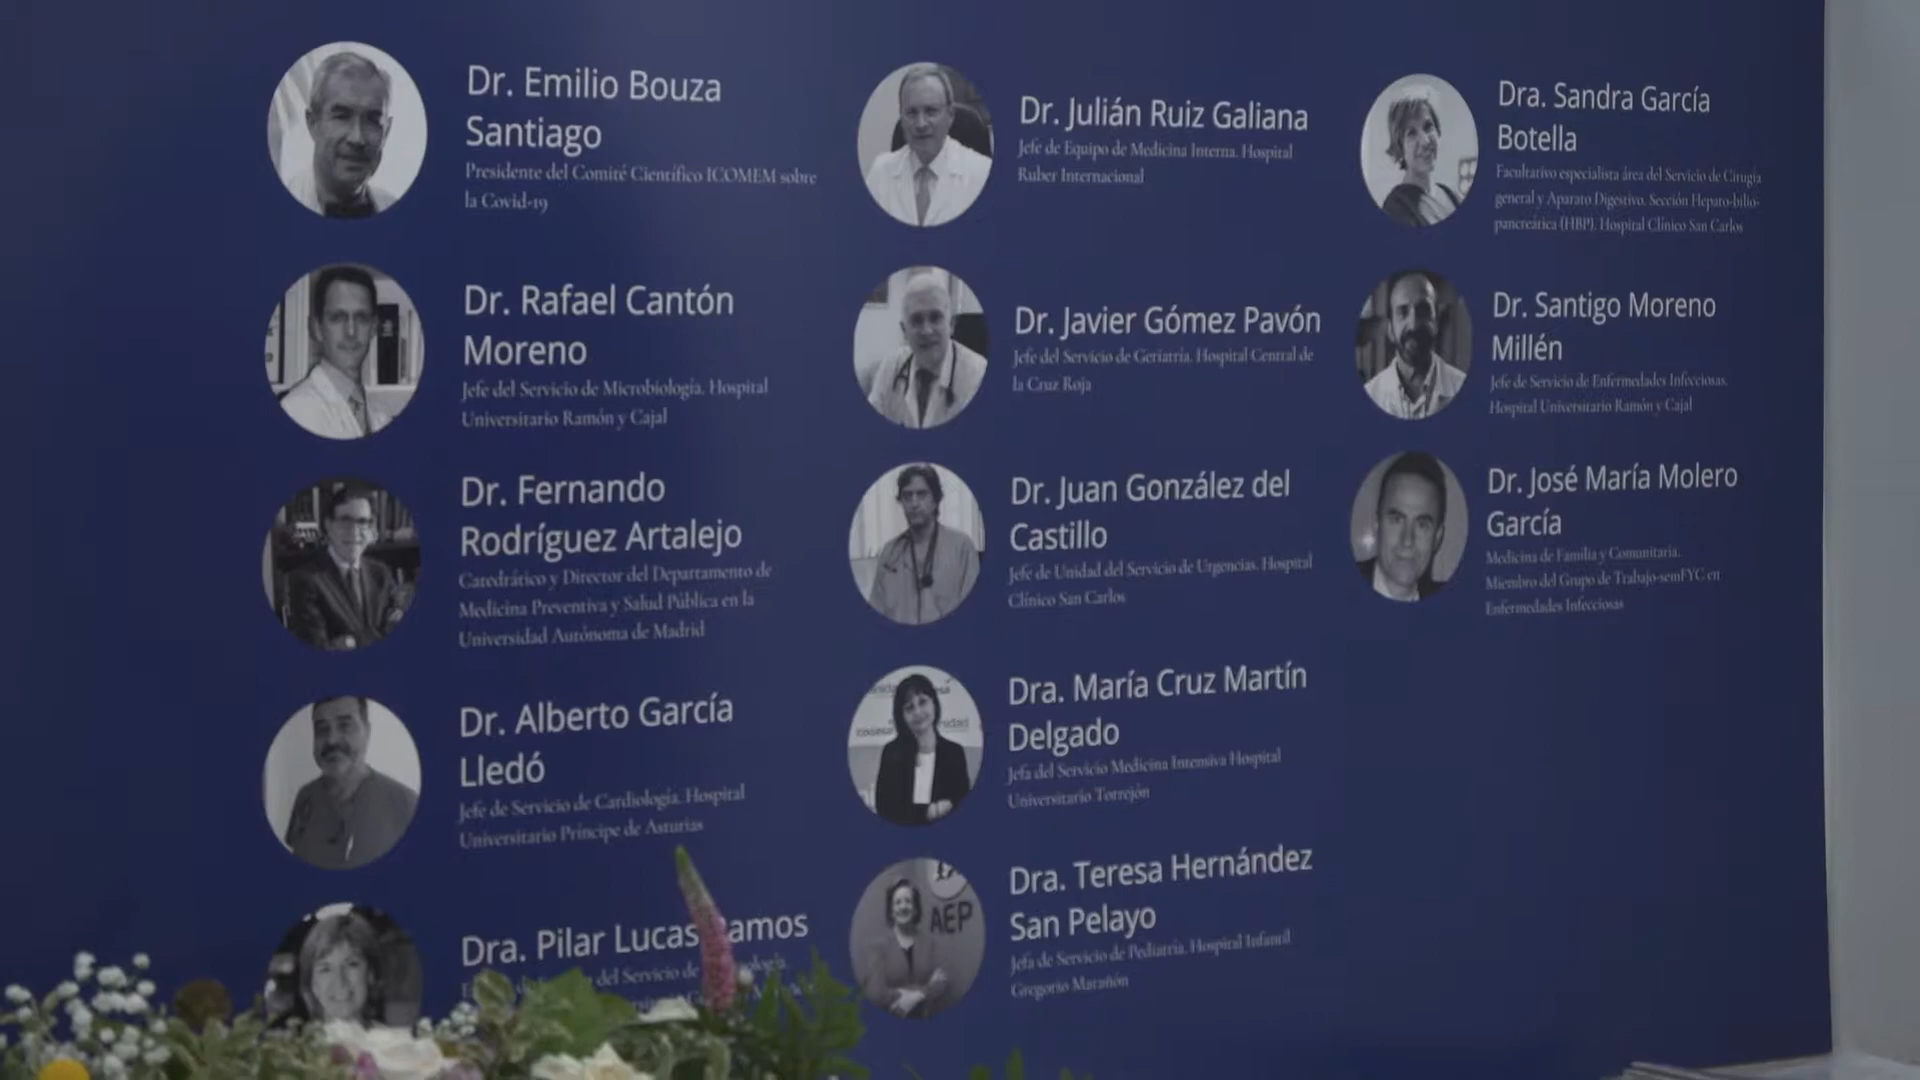 Dr. Emilio Bouza
Santiago
Presidente del Comité Científico ICOMEM sobre
la Covid-19
Dr. Rafael Cantón
Moreno
Jefe del Servicio de Microbiología. Hospital
Universitario Ramón y Cajal
Dr. Fernando
Rodríguez Artalejo
Catedrático y Director del Departamento de
Medicina Preventiva y Salud Pública en la
Universidad Autónoma de Madrid
Dr. Alberto García
Lledó
Jefe de Servicio de Cardiología. Hospital
Universitario Príncipe de Asturias
Dra. Pilar Lucas amos
del Servicio de
Dr. Julián Ruiz Galiana
Jefe de Equipo de Medicina Interna. Hospital
Ruber Internacional
Dr. Javier Gómez Pavón
Jefe del Servicio de Geriatría. Hospital Central de
la Cruz Roja
Dr. Juan González del
Castillo
Jefe de Unidad del Servicio de Urgencias. Hospital
Clínico San Carlos
Dra. María Cruz Martín
Delgado
Jefa del Servicio Medicina Intensiva Hospital
Universitario Torrejón
AEP
Dra. Teresa Hernández
San Pelayo
Jefa de Servicio de Pediatría. Hospital Infantil
Gregorio Marañón
Dra. Sandra García
Botella
Facultativo especialista área del Servicio de Cirugía
general y Aparato Digestivo. Sección Hepato-bilio-
pancreática (HBP). Hospital Clínico San Carlos
Dr. Santigo Moreno
Millén
Jefe de Servicio de Enfermedades Infecciosas.
Hospital Universitario Ramón y Cajal
Dr. José María Molero
García
Medicina de Familia y Comunitaria.
Miembro del Grupo de Trabajo semFYC en
Enfermedades Infecciosas